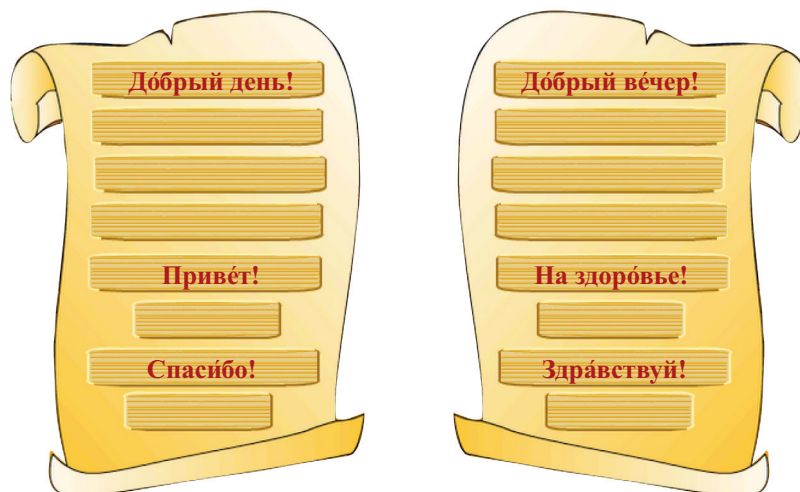 До́брый день!
Приве́т!
Спаси́бо!
До́брый ве́чер!
На здоро́вье!
Здра́вствуй!